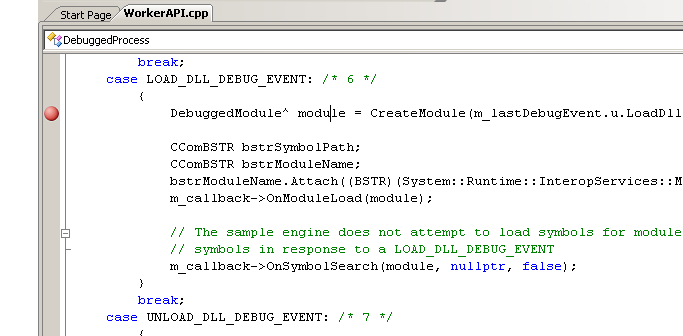 Start Page WorkerAPI.cpp
DebuggedProcess
break;
case LOAD_DLL_DEBUG_EVENT: /* 6 */
{
DebuggedModule^ module = CreateModule(m_lastDebugEvent.u.LoadDll
CComBSTR bstrSymbolPath;
CComBSTR bstrModuleName;
bstrModuleName.Attach((BSTR)(System::Runtime::InteropServices::M
m_callback->OnModuleLoad(module);
// The sample engine does not attempt to load symbols for module
// symbols in response to a LOAD_DLL_DEBUG_EVENT
m_callback->OnSymbolSearch(module, nullptr, false);
}
break;
case UNLOAD_DLL_DEBUG_EVENT: /* 7 */
{